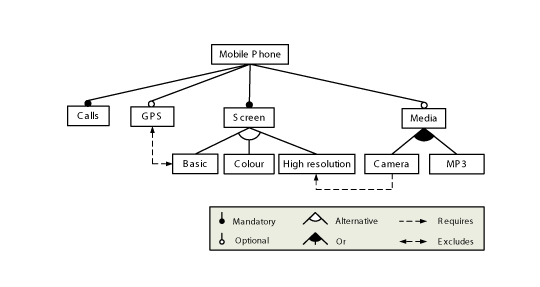 Mobile Phone
Calls
GPS
Screen
Media
Basic
Colour
High resolution
Camera
MP3
Mandatory
Alternative
Requires
Optional
Or
Excludes